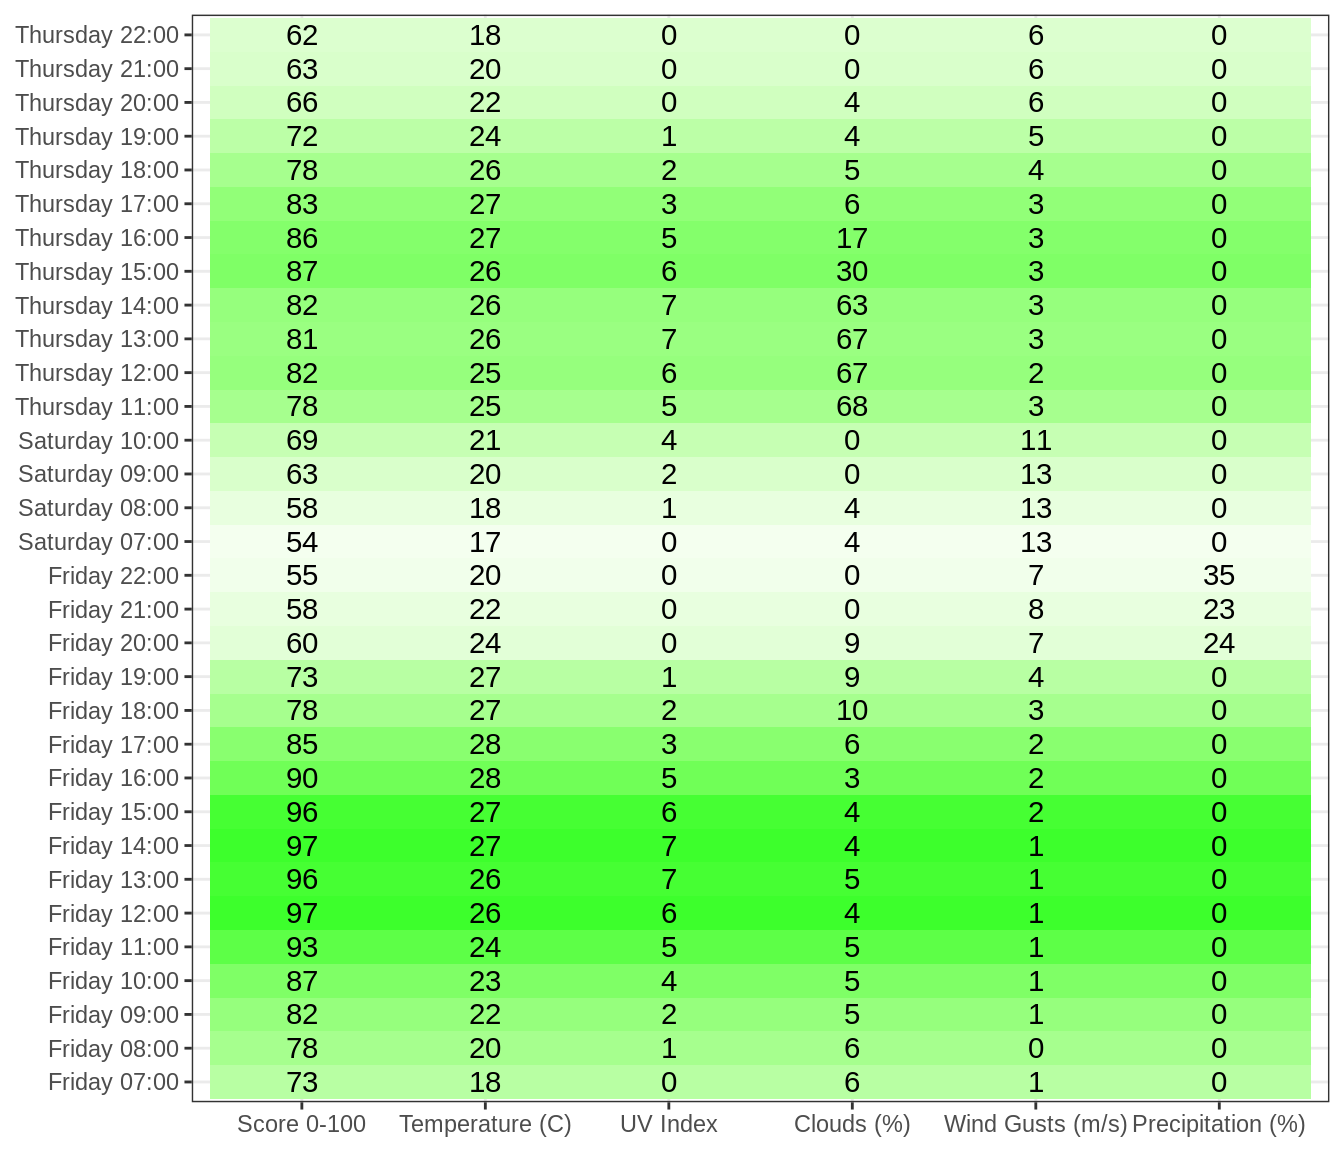 Thursday 22:00 62 18 0 0 6 0
Thursday 21:00 63 20 0 0 6 0
Thursday 20:00 66 22 0 4 6 0
Thursday 19:00 72 24 1 4 5 0
Thursday 18:00 78 26 2 5 4 0
Thursday 17:00 83 27 3 6 3 0
Thursday 16:00 86 27 5 17 3 0
Thursday 15:00 87 26 6 30 3 0
Thursday 14:00 82 26 7 63 3 0
Thursday 13:00 81 26 7 67 3 0
Thursday 12:00 82 25 6 67 2 0
Thursday 11:00 78 25 5 68 3 0
Saturday 10:00 69 21 4 0 11 0
Saturday 09:00 63 20 2 0 13 0
Saturday 08:00 58 18 1 4 13 0
Saturday 07:00 54 17 0 4 13 0
Friday 22:00 55 20 0 0 7 35
Friday 21:00 58 22 0 0 8 23
Friday 20:00 60 24 0 9 7 24
Friday 19:00 73 27 1 9 4 0
Friday 18:00 78 27 2 10 3 0
Friday 17:00 85 28 3 6 2 0
Friday 16:00 90 28 5 3 2 0
Friday 15:00 96 27 6 4 2 0
Friday 14:00 97 27 7 4 1 0
Friday 13:00 96 26 7 5 1 0
Friday 12:00 97 26 6 4 1 0
Friday 11:00 93 24 5 5 1 0
Friday 10:00 87 23 4 5 1 0
Friday 09:00 82 22 2 5 1 0
Friday 08:00 78 20 1 6 0 0
Friday 07:00 73 18 0 6 1 0
Score 0-100 Temperature (C) UV Index Clouds (%) Wind Gusts (m/s) Precipitation (%)